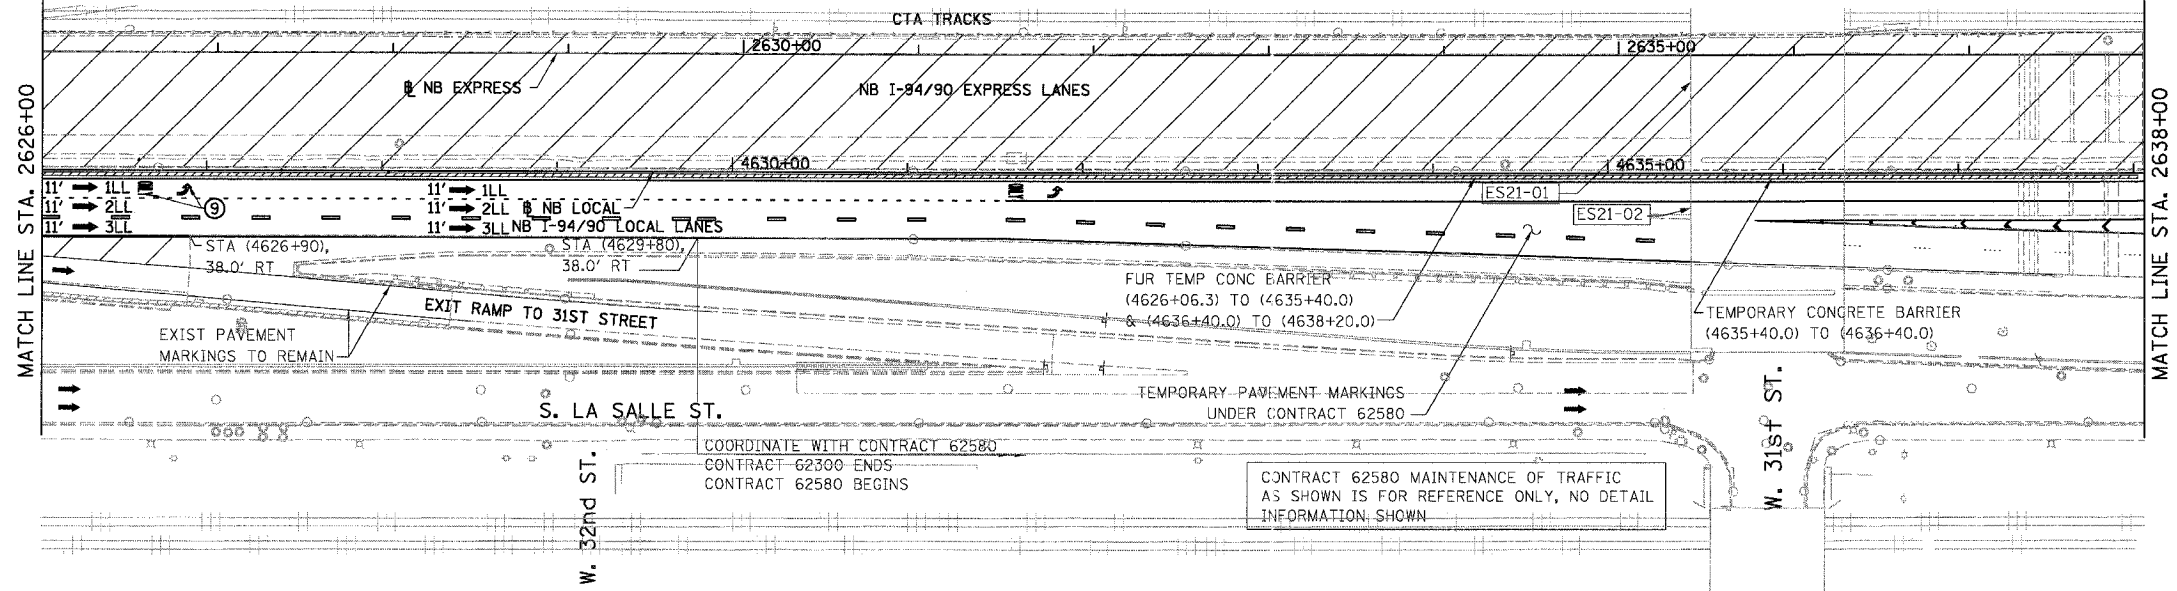 CTA TRACKS
2630+00
2635+00
℄ NB EXPRESS
NB I-94/90 EXPRESS LANES
MATCH LINE STA. 2626+00
MATCH LINE STA. 2638+00
4630+00
4635+00
11' 1LL
11' 2LL
11' 3LL
9
11' 1LL
11' 2LL
11' 3LL
℄ NB LOCAL
NB I-94/90 LOCAL LANES
ES21-01
ES21-02
STA (4626+90),
38.0' RT
STA (4629+80),
38.0' RT
EXIT RAMP TO 31ST STREET
EXIST PAVEMENT
MARKINGS TO REMAIN
FUR TEMP CONC BARRIER
(4626+06.3) TO (4635+40.0)
& (4636+40.0) TO (4638+20.0)
TEMPORARY CONCRETE BARRIER
(4635+40.0) TO (4636+40.0)
TEMPORARY PAVEMENT MARKINGS
UNDER CONTRACT 62580
S. LA SALLE ST.
W. 32nd ST.
W. 31st ST.
COORDINATE WITH CONTRACT 62580
CONTRACT 62300 ENDS
CONTRACT 62580 BEGINS
CONTRACT 62580 MAINTENANCE OF TRAFFIC
AS SHOWN IS FOR REFERENCE ONLY, NO DETAIL
INFORMATION SHOWN